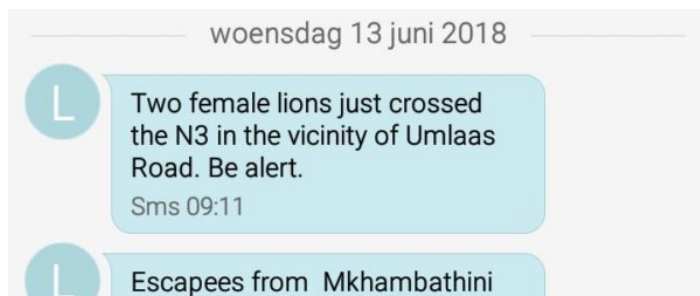 woensdag 13 juni 2018
L
Two female lions just crossed
the N3 in the vicinity of Umlaas
Road. Be alert.
Sms 09:11
L
Escapees from Mkhambathini